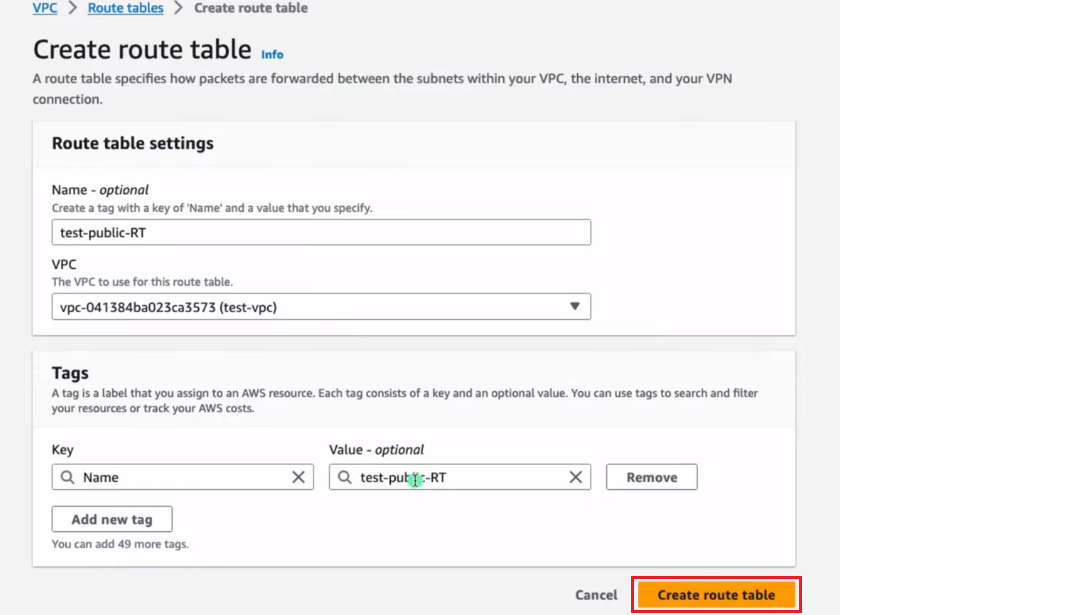 VPC > Route tables > Create route table
Create route table Info
A route table specifies how packets are forwarded between the subnets within your VPC, the internet, and your VPN
connection.
Route table settings
Name - optional
Create a tag with a key of 'Name' and a value that you specify.
test-public-RT
VPC
The VPC to use for this route table.
vpc-041384ba023ca3573 (test-vpc)
Tags
A tag is a label that you assign to an AWS resource. Each tag consists of a key and an optional value. You can use tags to search and filter
your resources or track your AWS costs.
Key Value - optional
Name test-public-RT Remove
Add new tag
You can add 49 more tags.
Cancel Create route table